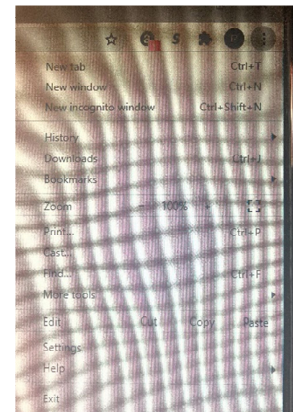 New tab Ctrl+T
New window Ctrl+N
New incognito window Ctrl+Shift+N
History
Downloads Ctrl+J
Bookmarks
Zoom - 100% +
Print... Ctrl+P
Cast...
Find... Ctrl+F
More tools
Edit Cut Copy Paste
Settings
Help
Exit